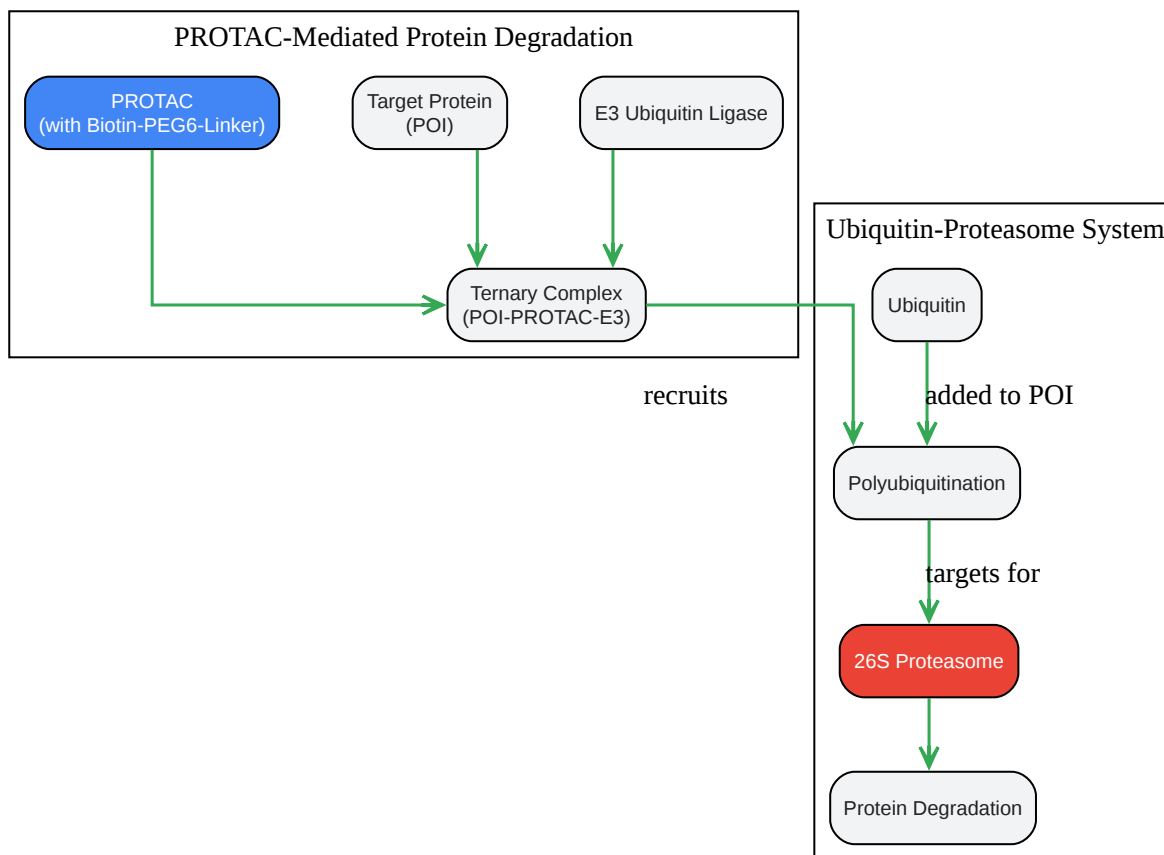 PROTAC-Mediated Protein Degradation
PROTAC
(with Biotin-PEG6-Linker)
Target Protein
(POI)
E3 Ubiquitin Ligase
Ternary Complex
(POI-PROTAC-E3)
recruits
Ubiquitin-Proteasome System
Ubiquitin
added to POI
Polyubiquitination
targets for
26S Proteasome
Protein Degradation